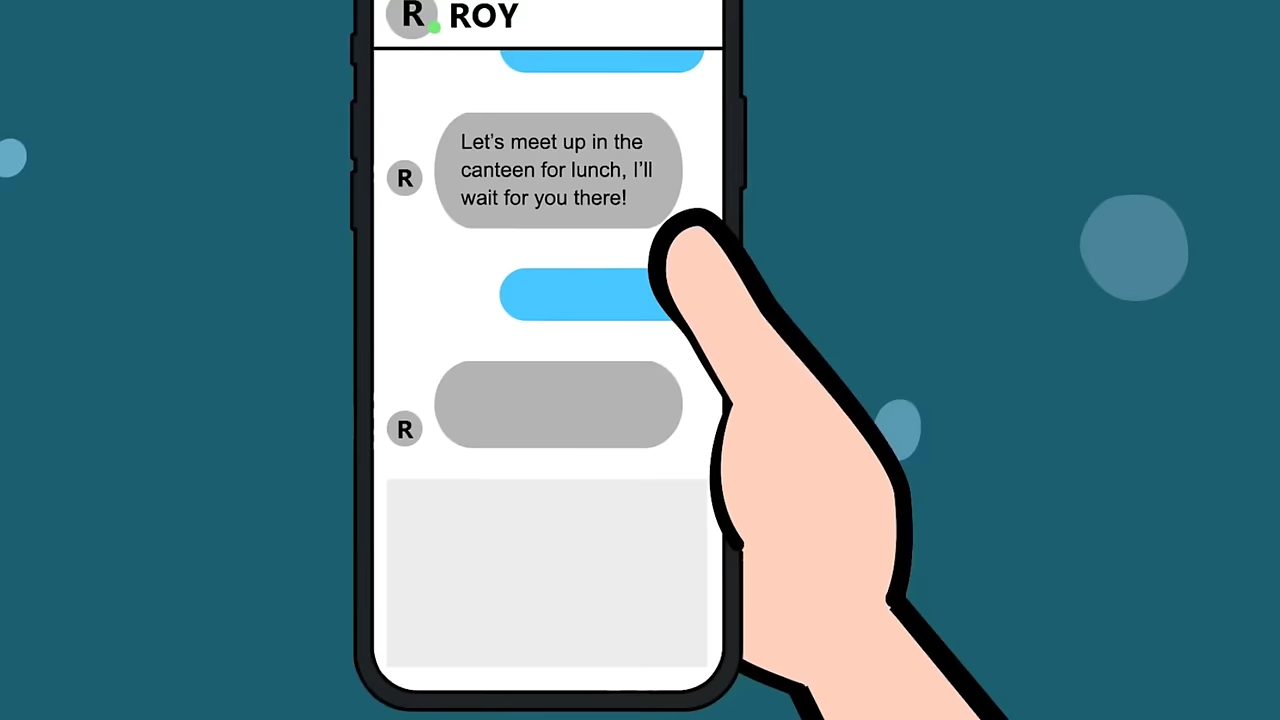 R ROY
Let's meet up in the
canteen for lunch, I'll
wait for you there!
R
R